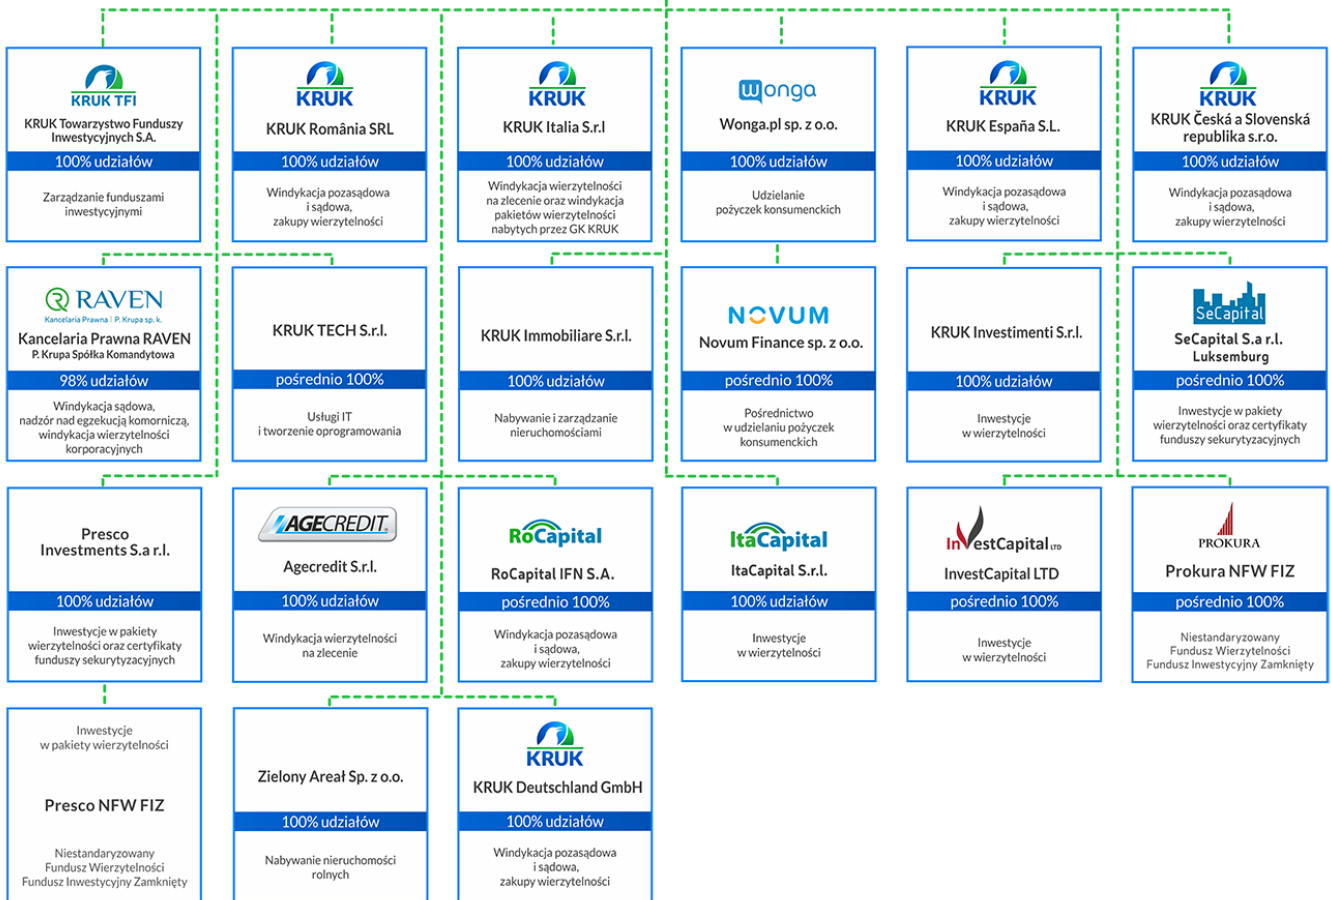 KRUK TFI
KRUK Towarzystwo Funduszy
Inwestycyjnych S.A.
100% udziałów
Zarządzanie funduszami
inwestycyjnymi
KRUK
KRUK România SRL
100% udziałów
Windykacja pozasądowa
i sądowa,
zakupy wierzytelności
KRUK
KRUK Italia S.r.l
100% udziałów
Windykacja wierzytelności
na zlecenie oraz windykacja
pakietów wierzytelności
nabytych przez GK KRUK
wonga
Wonga.pl sp. z o.o.
100% udziałów
Udzielanie
pożyczek konsumenckich
KRUK
KRUK España S.L.
100% udziałów
Windykacja pozasądowa
i sądowa,
zakupy wierzytelności
KRUK
KRUK Česká a Slovenská
republika s.r.o.
100% udziałów
Windykacja pozasądowa
i sądowa,
zakupy wierzytelności
RAVEN
Kancelaria Prawna | P. Krupa sp. k.
Kancelaria Prawna RAVEN
P. Krupa Spółka Komandytowa
98% udziałów
Windykacja sądowa,
nadzór nad egzekucją komorniczą,
windykacja wierzytelności
korporacyjnych
KRUK TECH S.r.l.
pośrednio 100%
Usługi IT
i tworzenie oprogramowania
KRUK Immobiliare S.r.l.
100% udziałów
Nabywanie i zarządzanie
nieruchomościami
NOVUM
Novum Finance sp. z o.o.
pośrednio 100%
Pośrednictwo
w udzielaniu pożyczek
konsumenckich
KRUK Investimenti S.r.l.
100% udziałów
Inwestycje
w wierzytelności
SeCapital
SeCapital S.a r.l.
Luksemburg
pośrednio 100%
Inwestycje w pakiety
wierzytelności oraz certyfikaty
funduszy sekurytyzacyjnych
Presco
Investments S.a r.l.
100% udziałów
Inwestycje w pakiety
wierzytelności oraz certyfikaty
funduszy sekurytyzacyjnych
AGECREDIT
Agecredit S.r.l.
100% udziałów
Windykacja wierzytelności
na zlecenie
RoCapital
RoCapital IFN S.A.
pośrednio 100%
Windykacja pozasądowa
i sądowa,
zakupy wierzytelności
ItaCapital
ItaCapital S.r.l.
100% udziałów
Inwestycje
w wierzytelności
InvestCapital LTD
InvestCapital LTD
pośrednio 100%
Inwestycje
w wierzytelności
PROKURA
Prokura NFW FIZ
pośrednio 100%
Niestandaryzowany
Fundusz Wierzytelności
Fundusz Inwestycyjny Zamknięty
Inwestycje
w pakiety wierzytelności
Presco NFW FIZ
Niestandaryzowany
Fundusz Wierzytelności
Fundusz Inwestycyjny Zamknięty
Zielony Areał Sp. z o.o.
100% udziałów
Nabywanie nieruchomości
rolnych
KRUK
KRUK Deutschland GmbH
100% udziałów
Windykacja pozasądowa
i sądowa,
zakupy wierzytelności